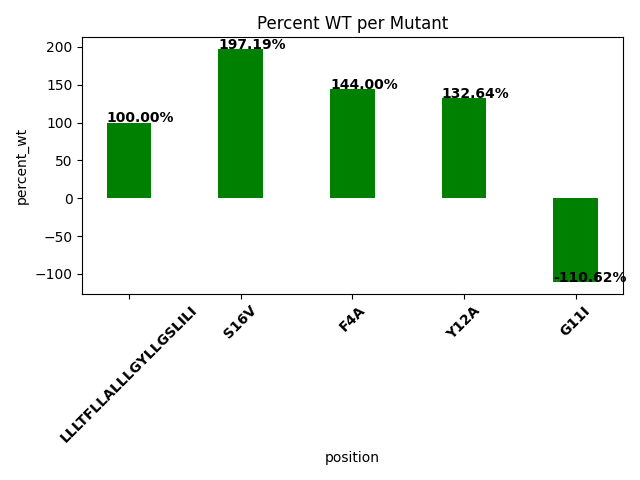 Percent WT per Mutant
percent_wt
200
150
100
50
0
−50
−100
100.00%
197.19%
144.00%
132.64%
-110.62%
LLLTFLLALLLGYLLGSLILI
S16V
F4A
Y12A
G11I
position